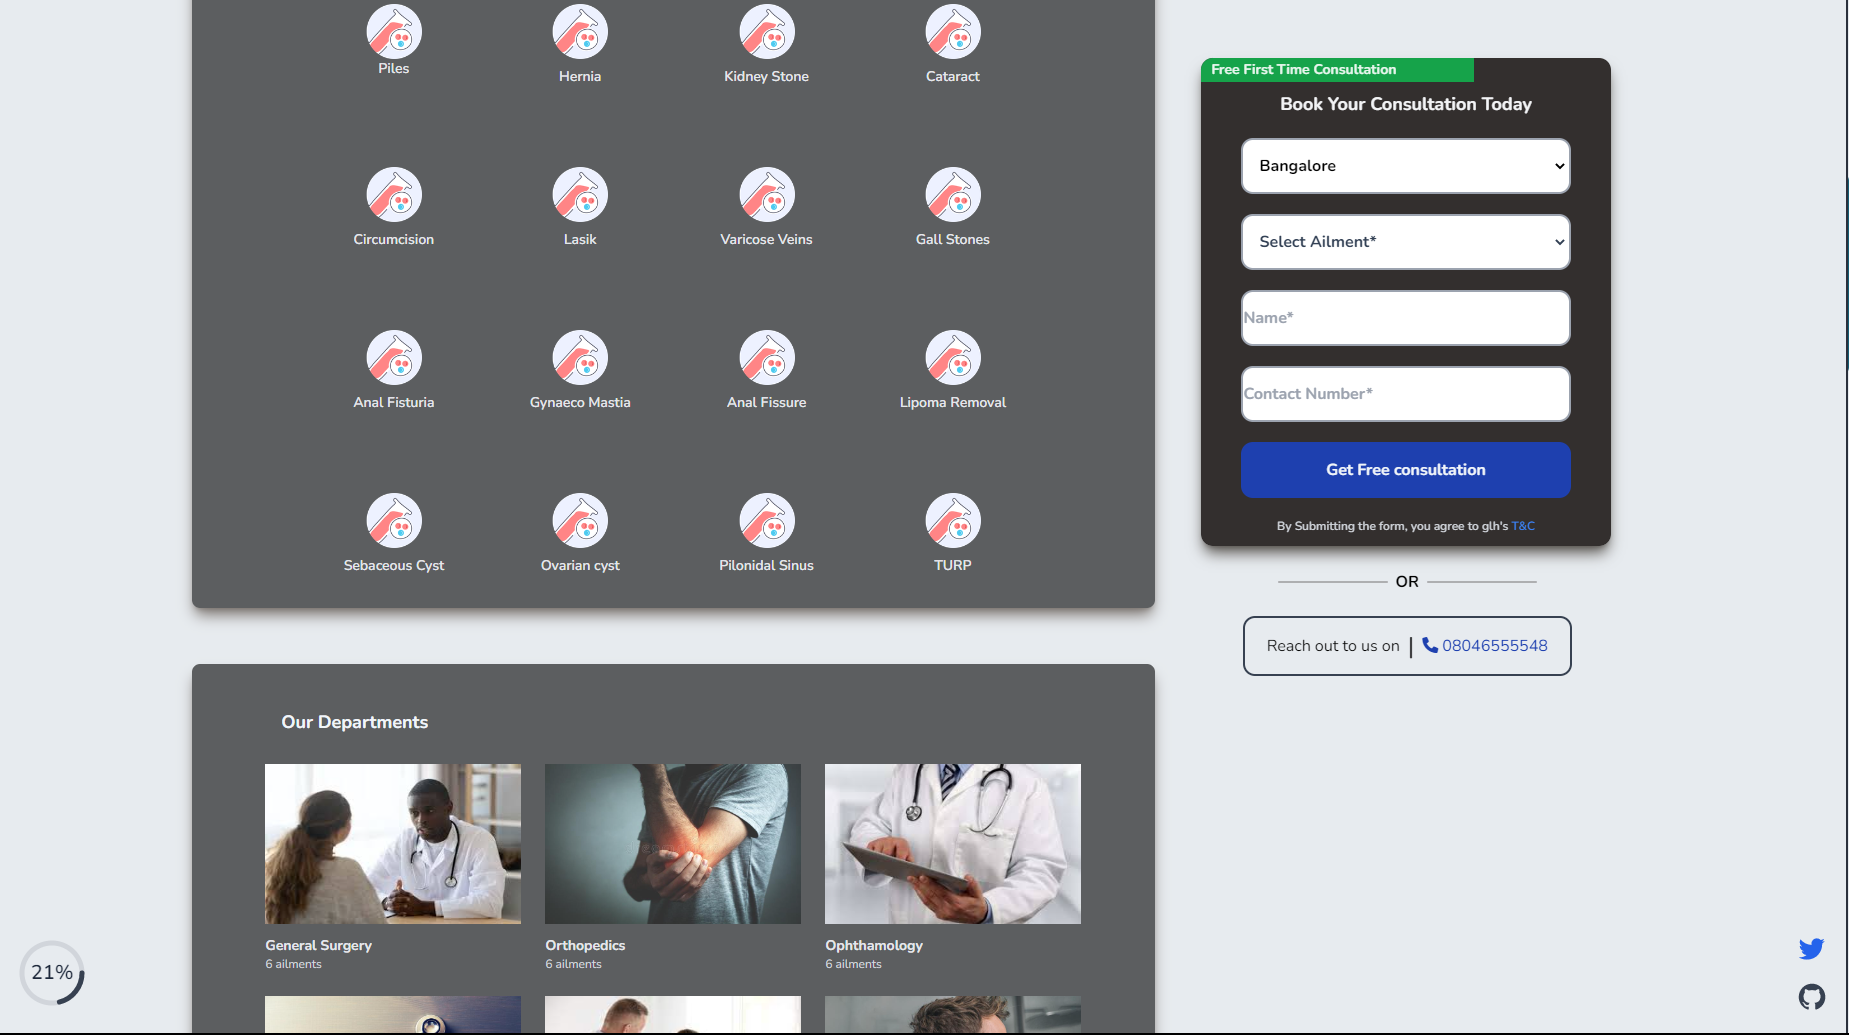 Piles
Hernia
Kidney Stone
Cataract
Circumcision
Lasik
Varicose Veins
Gall Stones
Anal Fisturia
Gynaeco Mastia
Anal Fissure
Lipoma Removal
Sebaceous Cyst
Ovarian cyst
Pilonidal Sinus
TURP
Our Departments
General Surgery
6 ailments
Orthopedics
6 ailments
Ophthamology
6 ailments
Free First Time Consultation
Book Your Consultation Today
Bangalore
Select Ailment*
Name*
Contact Number*
Get Free consultation
By Submitting the form, you agree to glh's T&C
OR
Reach out to us on | 08046555548
21%